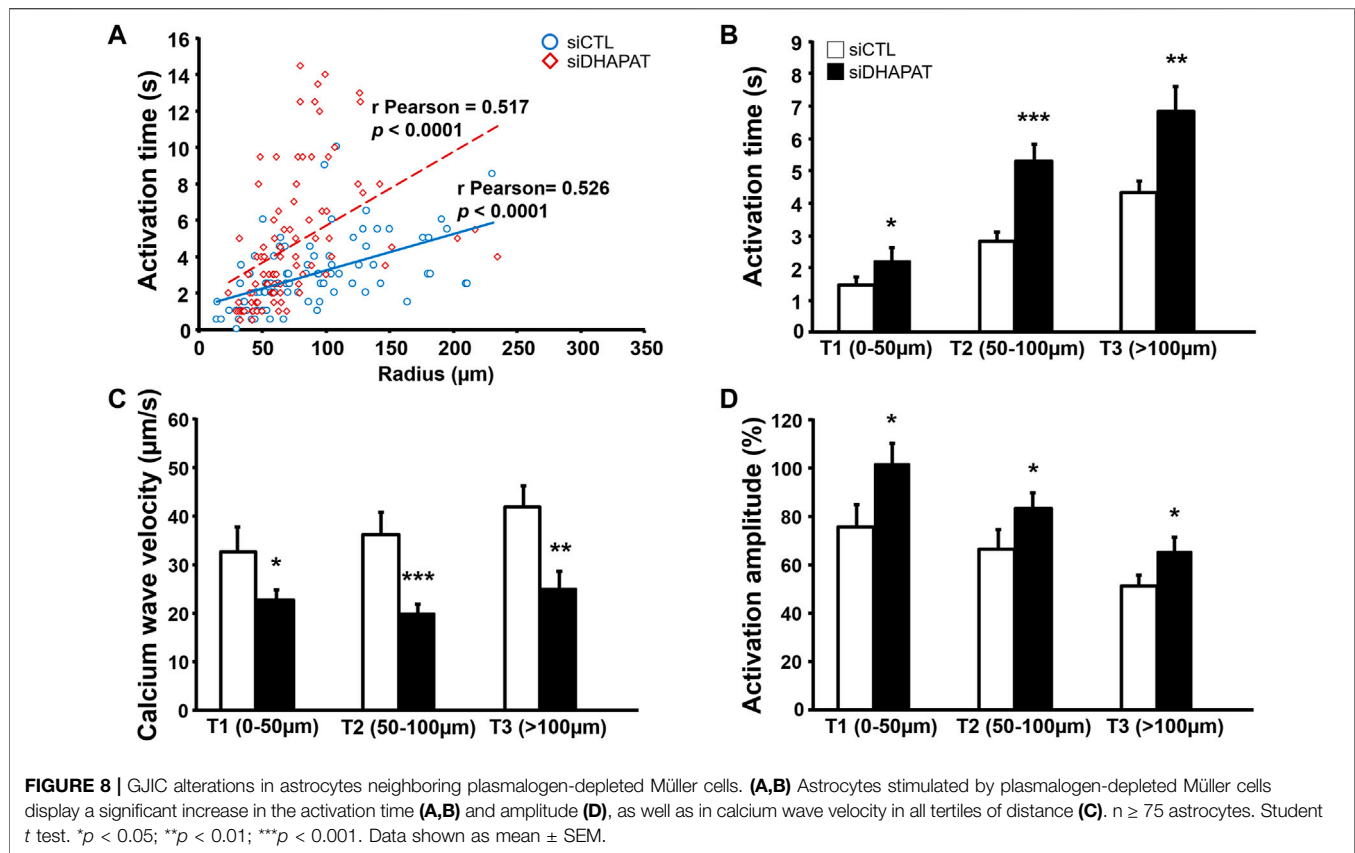 A
siCTL
siDHAPAT
r Pearson = 0.517
p < 0.0001
r Pearson= 0.526
p < 0.0001
Activation time (s)
16
14
12
10
8
6
4
2
0
0 50 100 150 200 250 300 350
Radius (µm)
B
siCTL
siDHAPAT
Activation time (s)
9
8
7
6
5
4
3
2
1
0
*
***
**
T1 (0-50µm) T2 (50-100µm) T3 (>100µm)
C
Calcium wave velocity (µm/s)
60
50
40
30
20
10
0
*
***
**
T1 (0-50µm) T2 (50-100µm) T3 (>100µm)
D
Activation amplitude (%)
120
100
80
60
40
20
0
*
*
*
T1 (0-50µm) T2 (50-100µm) T3 (>100µm)
FIGURE 8 | GJIC alterations in astrocytes neighboring plasmalogen-depleted Müller cells. (A,B) Astrocytes stimulated by plasmalogen-depleted Müller cells
display a significant increase in the activation time (A,B) and amplitude (D), as well as in calcium wave velocity in all tertiles of distance (C). n ≥ 75 astrocytes. Student
t test. *p < 0.05; **p < 0.01; ***p < 0.001. Data shown as mean ± SEM.